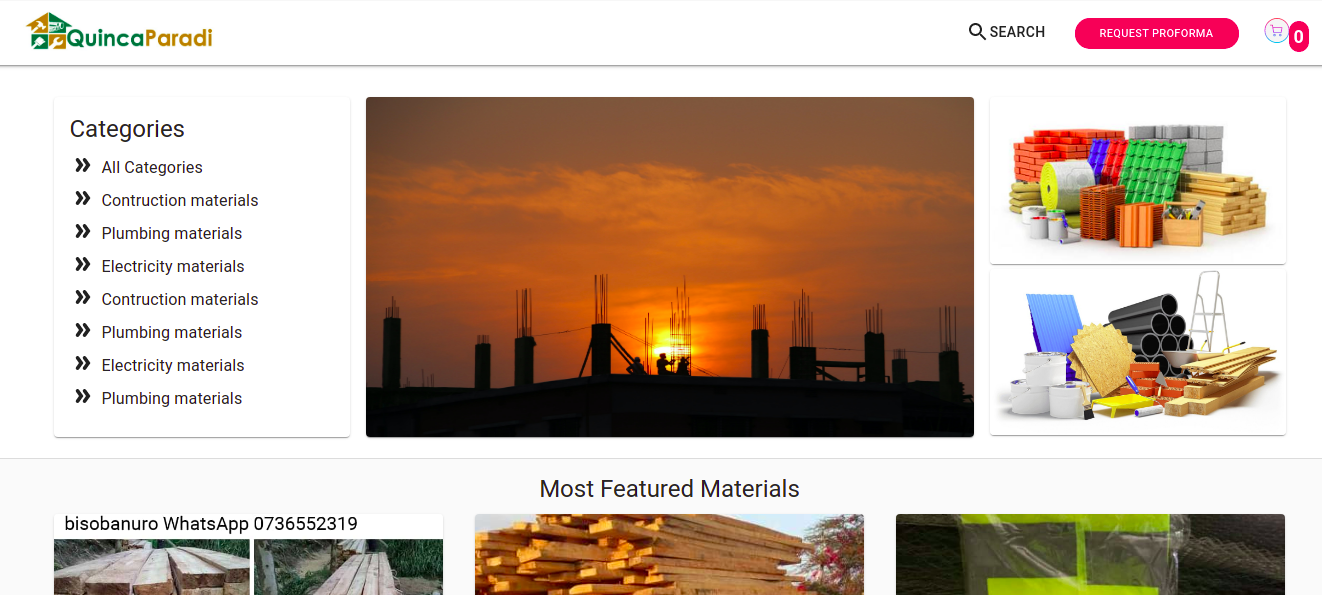 QuincaParadi
SEARCH
REQUEST PROFORMA
0
Categories
All Categories
Contruction materials
Plumbing materials
Electricity materials
Contruction materials
Plumbing materials
Electricity materials
Plumbing materials
Most Featured Materials
bisobanuro WhatsApp 0736552319